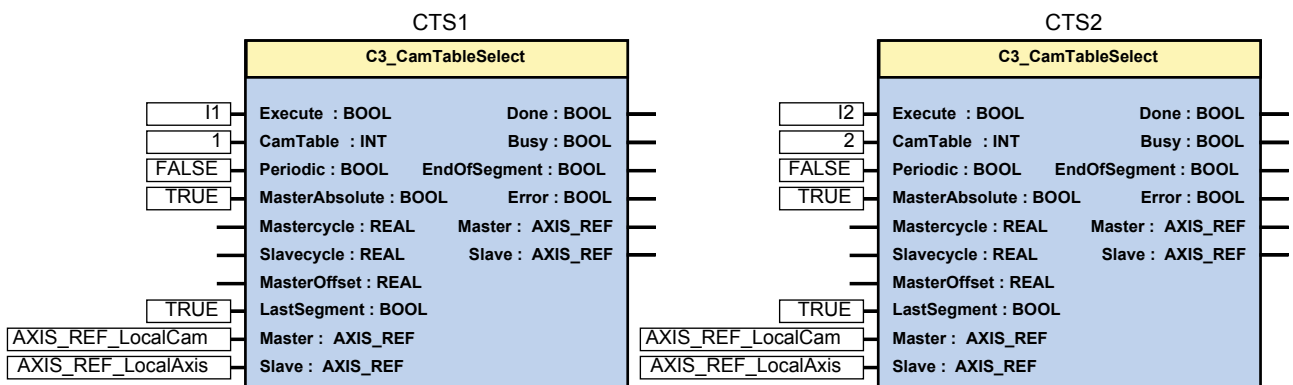 CTS1 CTS2
C3_CamTableSelect C3_CamTableSelect
I1 Execute : BOOL Done : BOOL I2 Execute : BOOL Done : BOOL
1 CamTable : INT Busy : BOOL 2 CamTable : INT Busy : BOOL
FALSE Periodic : BOOL EndOfSegment : BOOL FALSE Periodic : BOOL EndOfSegment : BOOL
TRUE MasterAbsolute : BOOL Error : BOOL TRUE MasterAbsolute : BOOL Error : BOOL
Mastercycle : REAL Master : AXIS_REF Mastercycle : REAL Master : AXIS_REF
Slavecycle : REAL Slave : AXIS_REF Slavecycle : REAL Slave : AXIS_REF
MasterOffset : REAL MasterOffset : REAL
TRUE LastSegment : BOOL TRUE LastSegment : BOOL
AXIS_REF_LocalCam Master : AXIS_REF AXIS_REF_LocalCam Master : AXIS_REF
AXIS_REF_LocalAxis Slave : AXIS_REF AXIS_REF_LocalAxis Slave : AXIS_REF